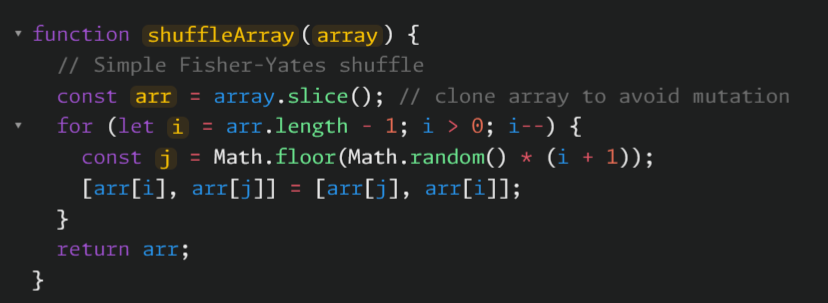 function shuffleArray(array) {
// Simple Fisher-Yates shuffle
const arr = array.slice(); // clone array to avoid mutation
for (let i = arr.length - 1; i > 0; i--) {
const j = Math.floor(Math.random() * (i + 1));
[arr[i], arr[j]] = [arr[j], arr[i]];
}
return arr;
}